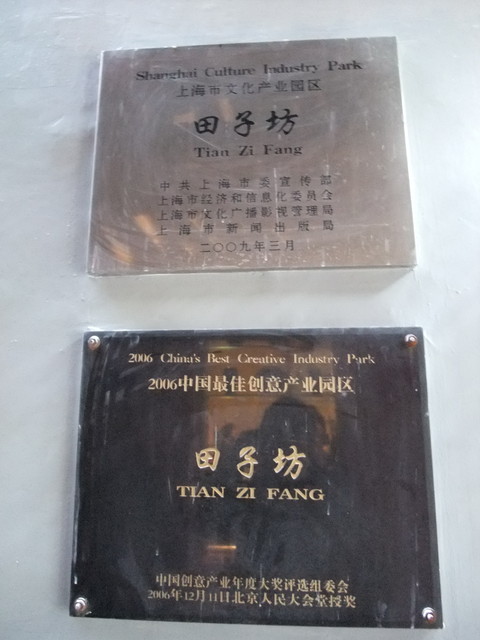 Shanghai Culture Industry Park
上海市文化产业园区
田子坊
Tian Zi Fang
中共上海市委宣传部
上海市经济和信息化委员会
上海市文化广播影视管理局
上海市新闻出版局
二〇〇九年三月
2006 China's Best Creative Industry Park
2006中国最佳创意产业园区
田子坊
TIAN ZI FANG
中国创意产业年度大奖评选组委会
2006年12月11日北京人民大会堂授奖